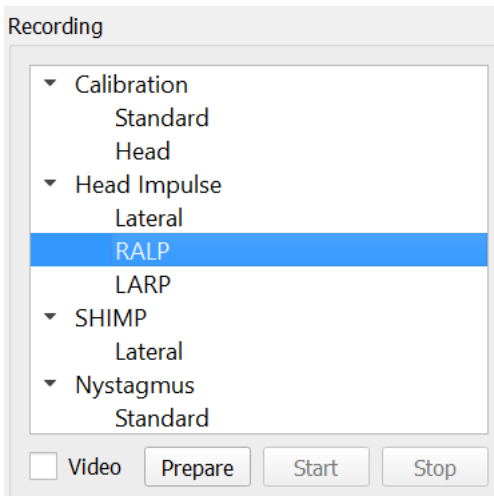 Recording
Calibration
Standard
Head
Head Impulse
Lateral
RALP
LARP
SHIMP
Lateral
Nystagmus
Standard
Video Prepare Start Stop